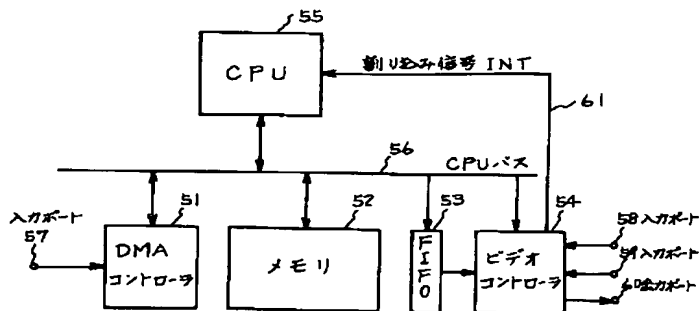 55
CPU
割り込み信号 INT
61
56
CPUバス
入力ポート
57
51
DMA
コントローラ
52
メモリ
53
FIFO
54
ビデオ
コントローラ
58 入力ポート
59 入力ポート
60 出力ポート